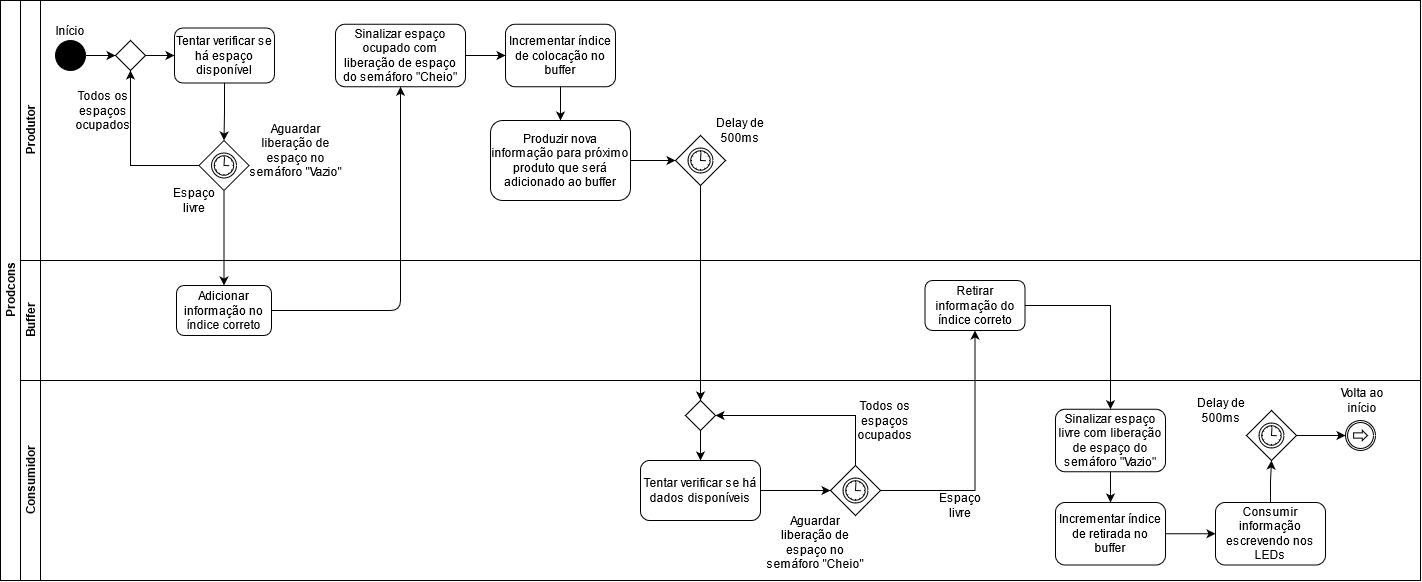 Prodcons
Produtor
Início
Tentar verificar se
há espaço
disponível
Todos os
espaços
ocupados
Aguardar
liberação de
espaço no
semáforo "Vazio"
Espaço
livre
Sinalizar espaço
ocupado com
liberação de espaço
do semáforo "Cheio"
Incrementar índice
de colocação no
buffer
Produzir nova
informação para próximo
produto que será
adicionado ao buffer
Delay de
500ms
Buffer
Adicionar
informação no
índice correto
Retirar
informação do
índice correto
Consumidor
Tentar verificar se há
dados disponíveis
Todos os
espaços
ocupados
Aguardar
liberação de
espaço no
semáforo "Cheio"
Espaço
livre
Sinalizar espaço
livre com liberação
de espaço do
semáforo "Vazio"
Incrementar índice
de retirada no
buffer
Consumir
informação
escrevendo nos
LEDs
Delay de
500ms
Volta ao
início